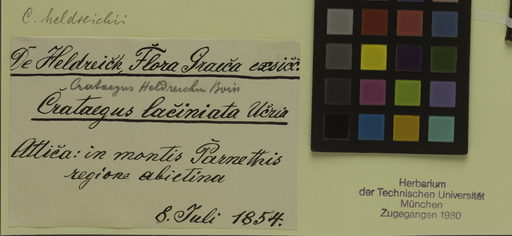 C. heldreichii
De Heldreich, Flora Graeca exsicc.
Crataegus Heldreichii Boiss
Crataegus laciniata Ucria
Attica: in montis Parnethis
regione abietina
8. Juli 1854.
Herbarium
der Technischen Universität
München
Zugegangen 1980